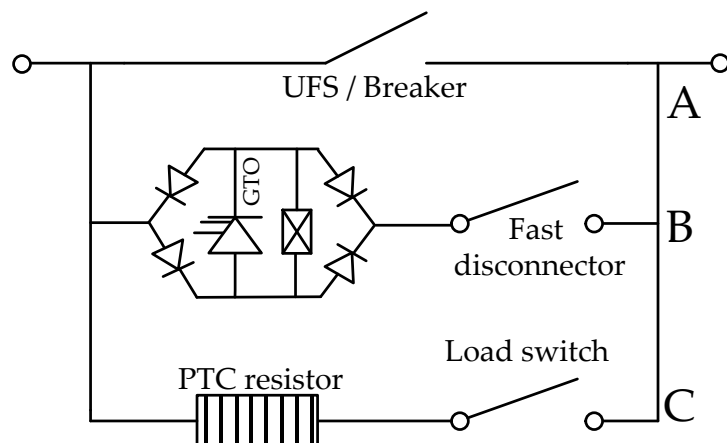 UFS / Breaker
A
GTO
B
Fast
disconnector
Load switch
PTC resistor
C